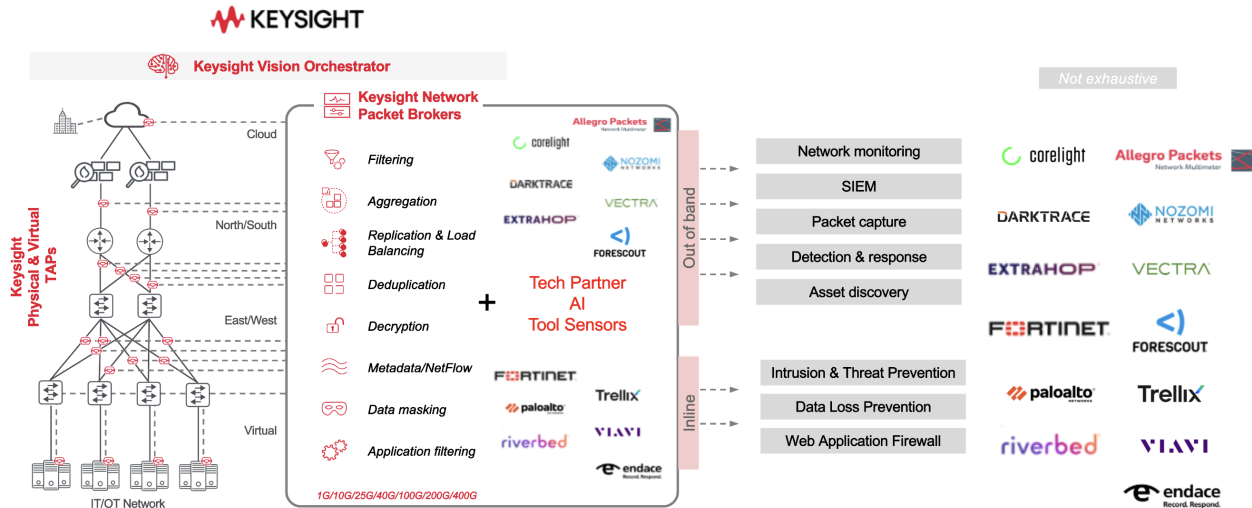 KEYSIGHT
Keysight Vision Orchestrator
Not exhaustive
Keysight
Physical & Virtual
TAPs
Cloud
North/South
East/West
Virtual
IT/OT Network
Keysight Network
Packet Brokers
Filtering
Aggregation
Replication & Load
Balancing
Deduplication
Decryption
Metadata/NetFlow
Data masking
Application filtering
1G/10G/25G/40G/100G/200G/400G
+
Allegro Packets
Network Multimeter
corelight
NOZOMI
NETWORKS
DARKTRACE
VECTRA
EXTRAHOP
FORESCOUT
Tech Partner
AI
Tool Sensors
FORTINET
Trellix
paloalto
NETWORKS
VIAVI
riverbed
endace
Record. Respond.
Out of band
Inline
Network monitoring
SIEM
Packet capture
Detection & response
Asset discovery
Intrusion & Threat Prevention
Data Loss Prevention
Web Application Firewall
corelight
Allegro Packets
Network Multimeter
DARKTRACE
NOZOMI
NETWORKS
EXTRAHOP
VECTRA
FORTINET
FORESCOUT
paloalto
NETWORKS
Trellix
riverbed
VIAVI
endace
Record. Respond.